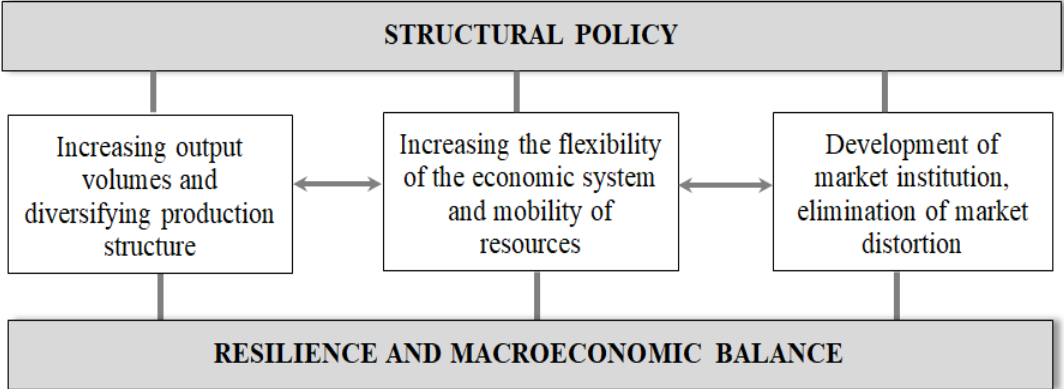 STRUCTURAL POLICY
Increasing output
volumes and
diversifying production
structure
Increasing the flexibility
of the economic system
and mobility of
resources
Development of
market institution,
elimination of market
distortion
RESILIENCE AND MACROECONOMIC BALANCE